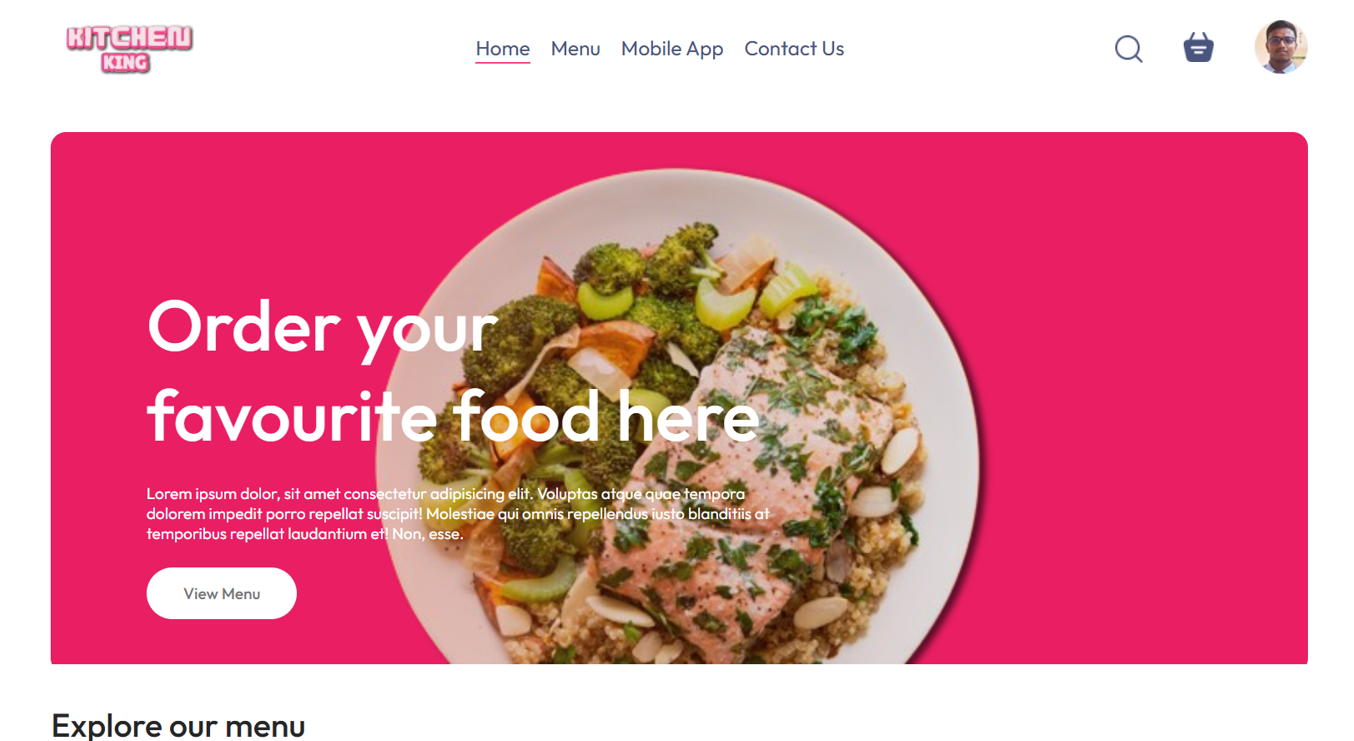 KITCHEN
KING
Home Menu Mobile App Contact Us
Order your
favourite food here
Lorem ipsum dolor, sit amet consectetur adipisicing elit. Voluptas atque quae tempora
dolorem impedit porro repellat suscipit! Molestiae qui omnis repellendus iusto blanditiis at
temporibus repellat laudantium et! Non, esse.
View Menu
Explore our menu